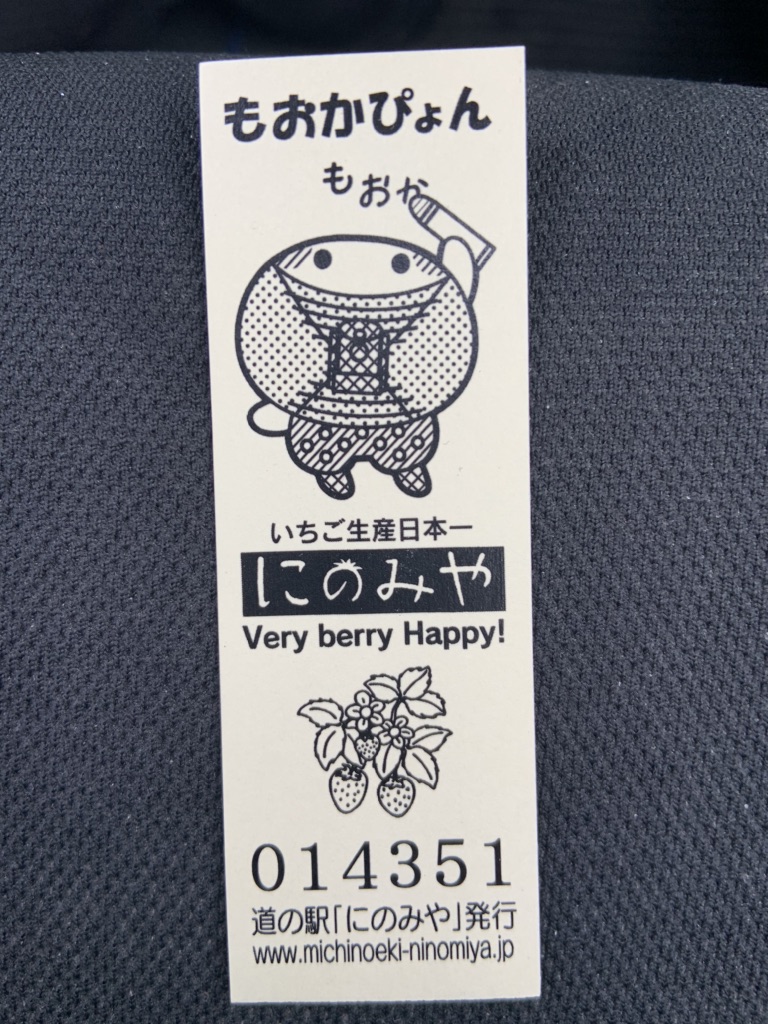 もおかぴょん
もおか
いちご生産日本一
にのみや
Very berry Happy!
014351
道の駅「にのみや」発行
www.michinoeki-ninomiya.jp